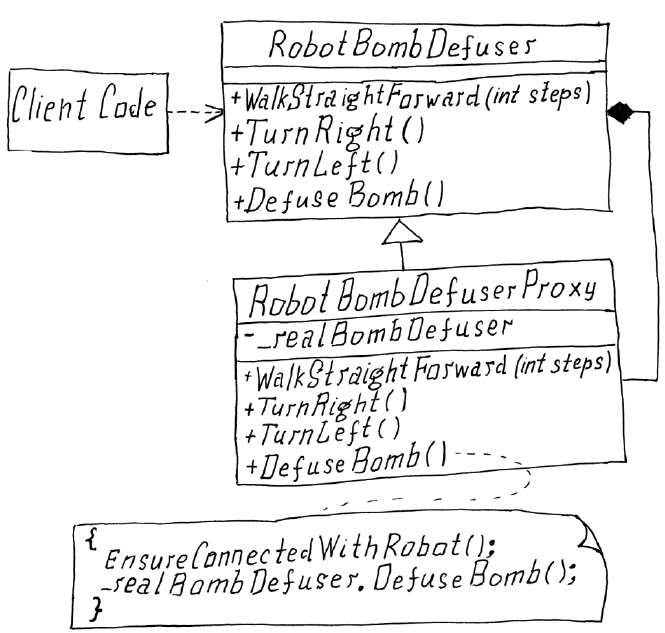 RobotBombDefuser
Client Code
+WalkStraightForward(int steps)
+TurnRight()
+TurnLeft()
+DefuseBomb()
RobotBombDefuserProxy
-_realBombDefuser
+WalkStraightForward(int steps)
+TurnRight()
+TurnLeft()
+DefuseBomb()
{
EnsureConnectedWithRobot();
_realBombDefuser.DefuseBomb();
}